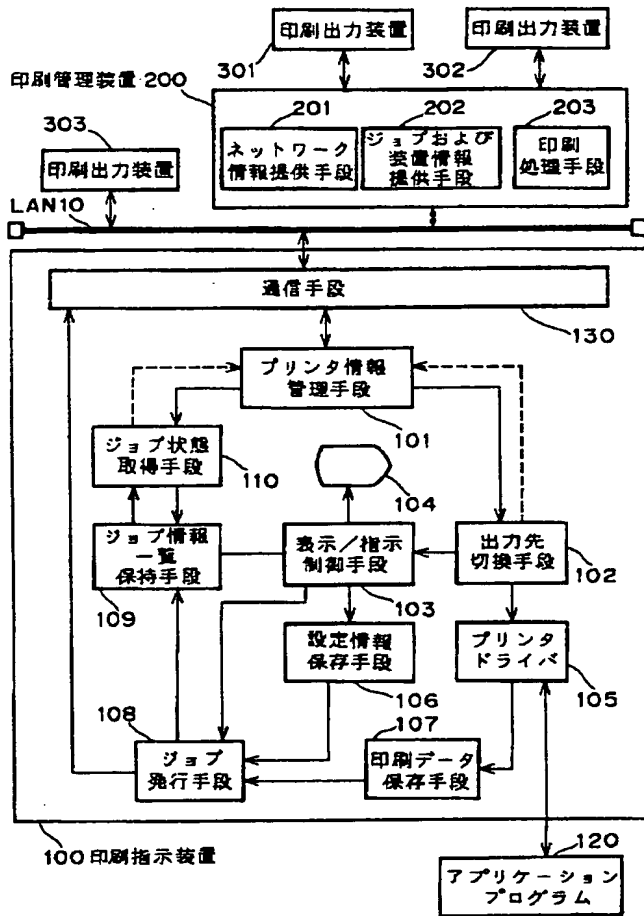 印刷出力装置
印刷出力装置
301
302
印刷管理装置 200
201
202
203
303
ネットワーク
情報提供手段
ジョブおよび
装置情報
提供手段
印刷
処理手段
印刷出力装置
LAN10
通信手段
130
プリンタ情報
管理手段
101
ジョブ状態
取得手段
110
104
ジョブ情報
一覧
保持手段
109
表示/指示
制御手段
103
出力先
切換手段
102
設定情報
保存手段
106
プリンタ
ドライバ
105
108
ジョブ
発行手段
107
印刷データ
保存手段
100 印刷指示装置
120
アプリケーション
プログラム